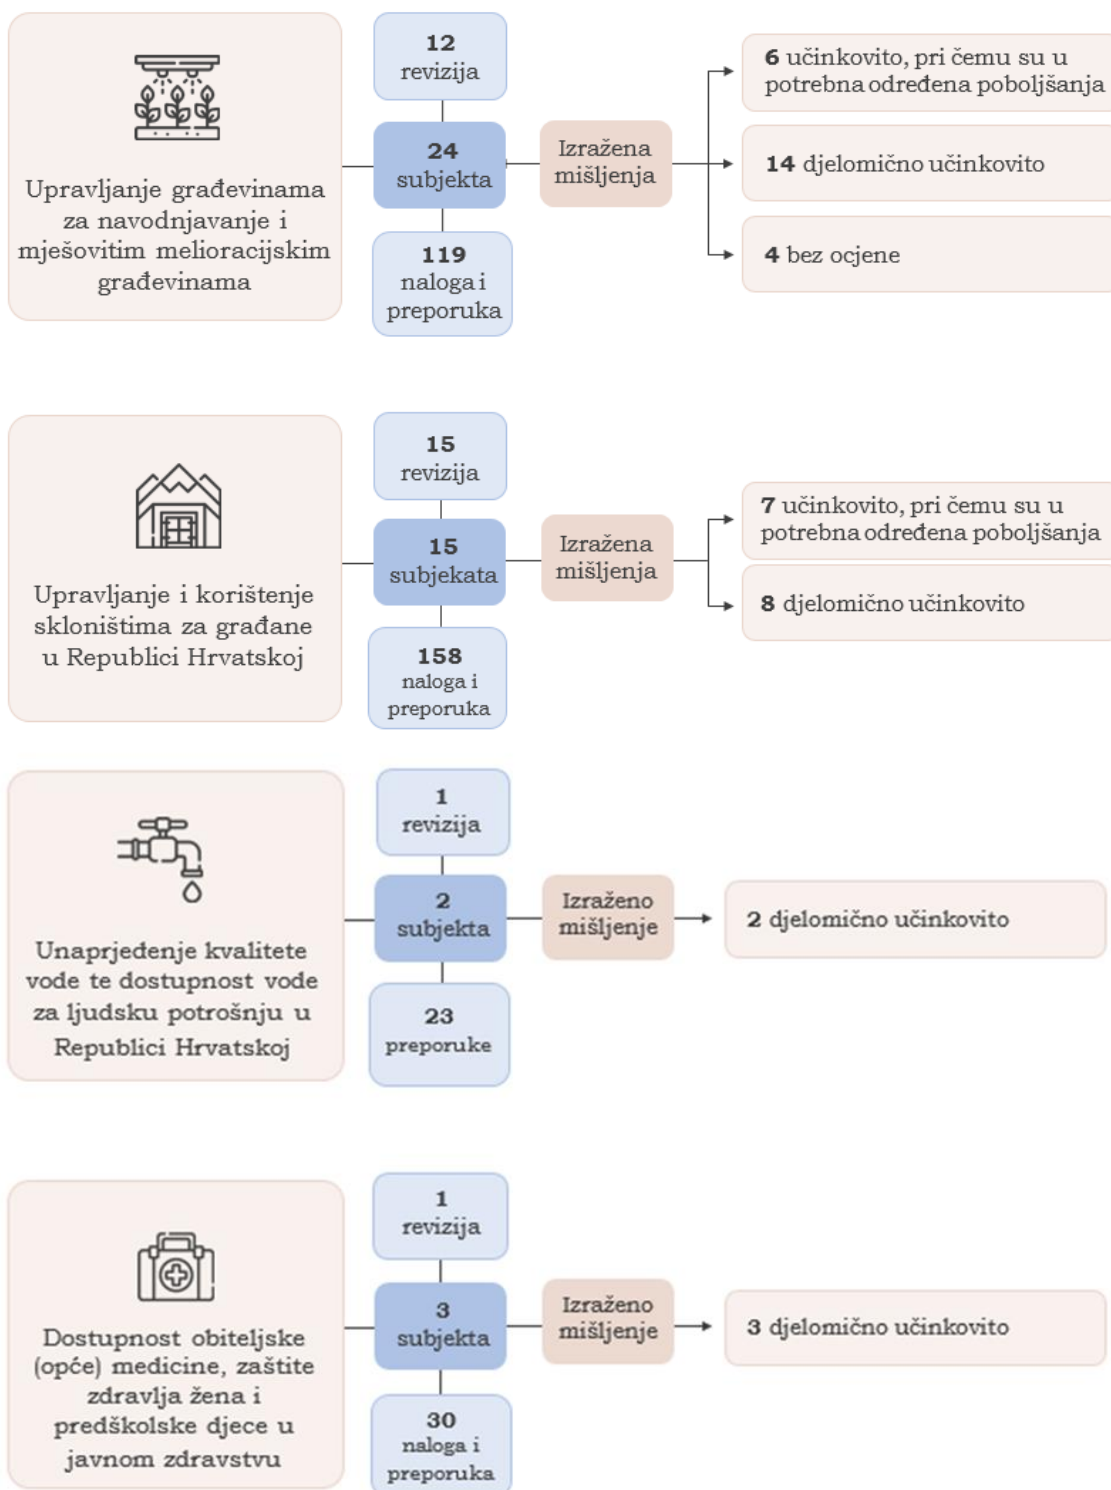 Upravljanje građevinama
za navodnjavanje i
mješovitim melioracijskim
građevinama
12
revizija
24
subjekta
119
naloga i
preporuka
Izražena
mišljenja
6 učinkovito, pri čemu su u
potrebna određena poboljšanja
14 djelomično učinkovito
4 bez ocjene
Upravljanje i korištenje
skloništima za građane
u Republici Hrvatskoj
15
revizija
15
subjekata
158
naloga i
preporuka
Izražena
mišljenja
7 učinkovito, pri čemu su u
potrebna određena poboljšanja
8 djelomično učinkovito
Unaprjeđenje kvalitete
vode te dostupnost vode
za ljudsku potrošnju u
Republici Hrvatskoj
1
revizija
2
subjekta
23
preporuke
Izraženo
mišljenje
2 djelomično učinkovito
Dostupnost obiteljske
(opće) medicine, zaštite
zdravlja žena i
predškolske djece u
javnom zdravstvu
1
revizija
3
subjekta
30
naloga i
preporuka
Izraženo
mišljenje
3 djelomično učinkovito